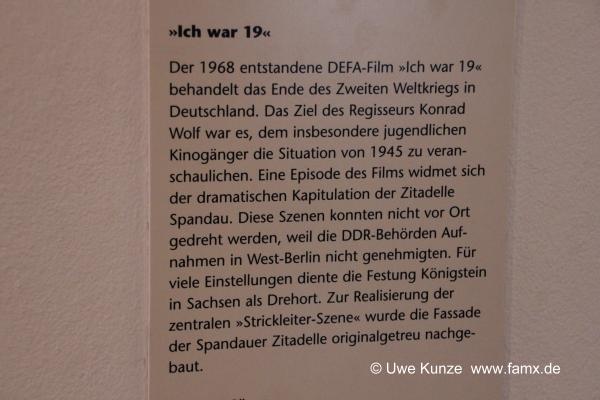 »Ich war 19«
Der 1968 entstandene DEFA-Film »Ich war 19«
behandelt das Ende des Zweiten Weltkriegs in
Deutschland. Das Ziel des Regisseurs Konrad
Wolf war es, dem insbesondere jugendlichen
Kinogänger die Situation von 1945 zu veran-
schaulichen. Eine Episode des Films widmet sich
der dramatischen Kapitulation der Zitadelle
Spandau. Diese Szenen konnten nicht vor Ort
gedreht werden, weil die DDR-Behörden Auf-
nahmen in West-Berlin nicht genehmigten. Für
viele Einstellungen diente die Festung Königstein
in Sachsen als Drehort. Zur Realisierung der
zentralen »Strickleiter-Szene« wurde die Fassade
der Spandauer Zitadelle originalgetreu nachge-
baut.
© Uwe Kunze www.famx.de